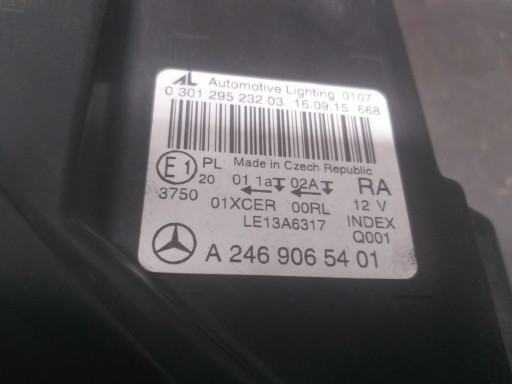 AL Automotive Lighting 0107
0 301 295 232 03 16.09.15 668
E1 PL Made in Czech Republic
20 01 1a 02A RA
3750 01XCER 00RL 12 V
LE13A6317 INDEX
Q001
A 246 906 54 01